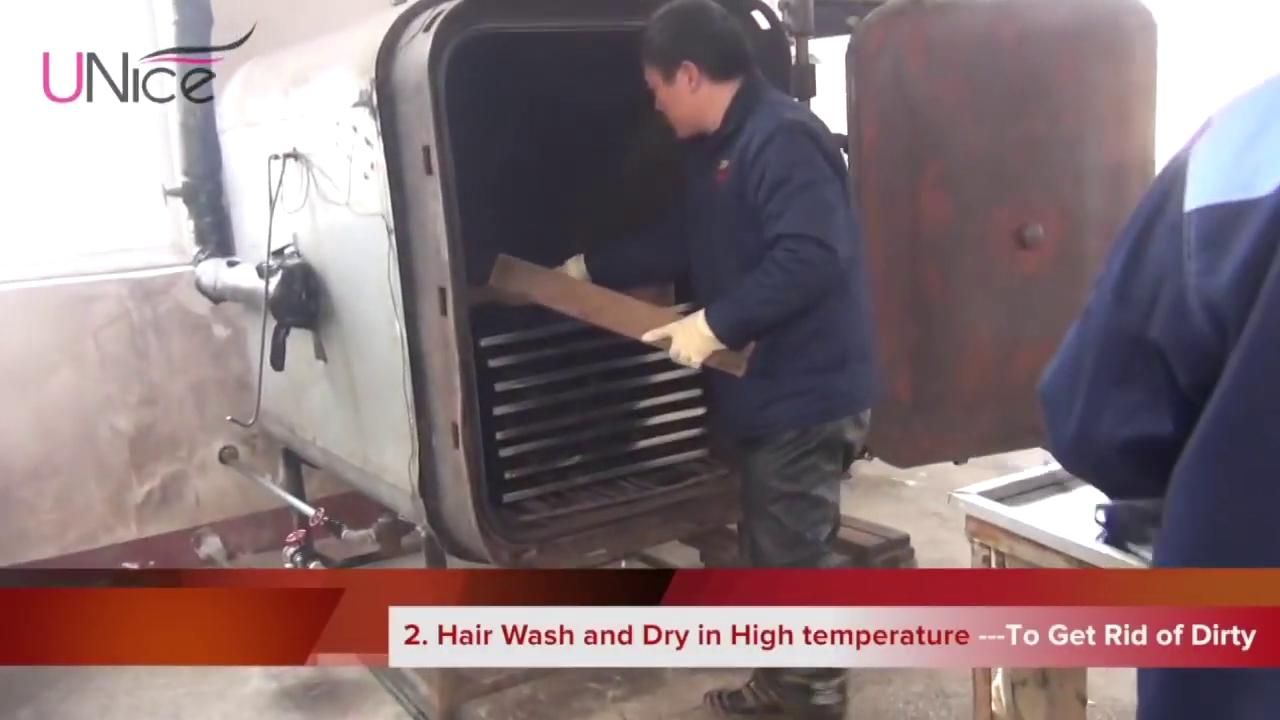 UNice
2. Hair Wash and Dry in High temperature ---To Get Rid of Dirty